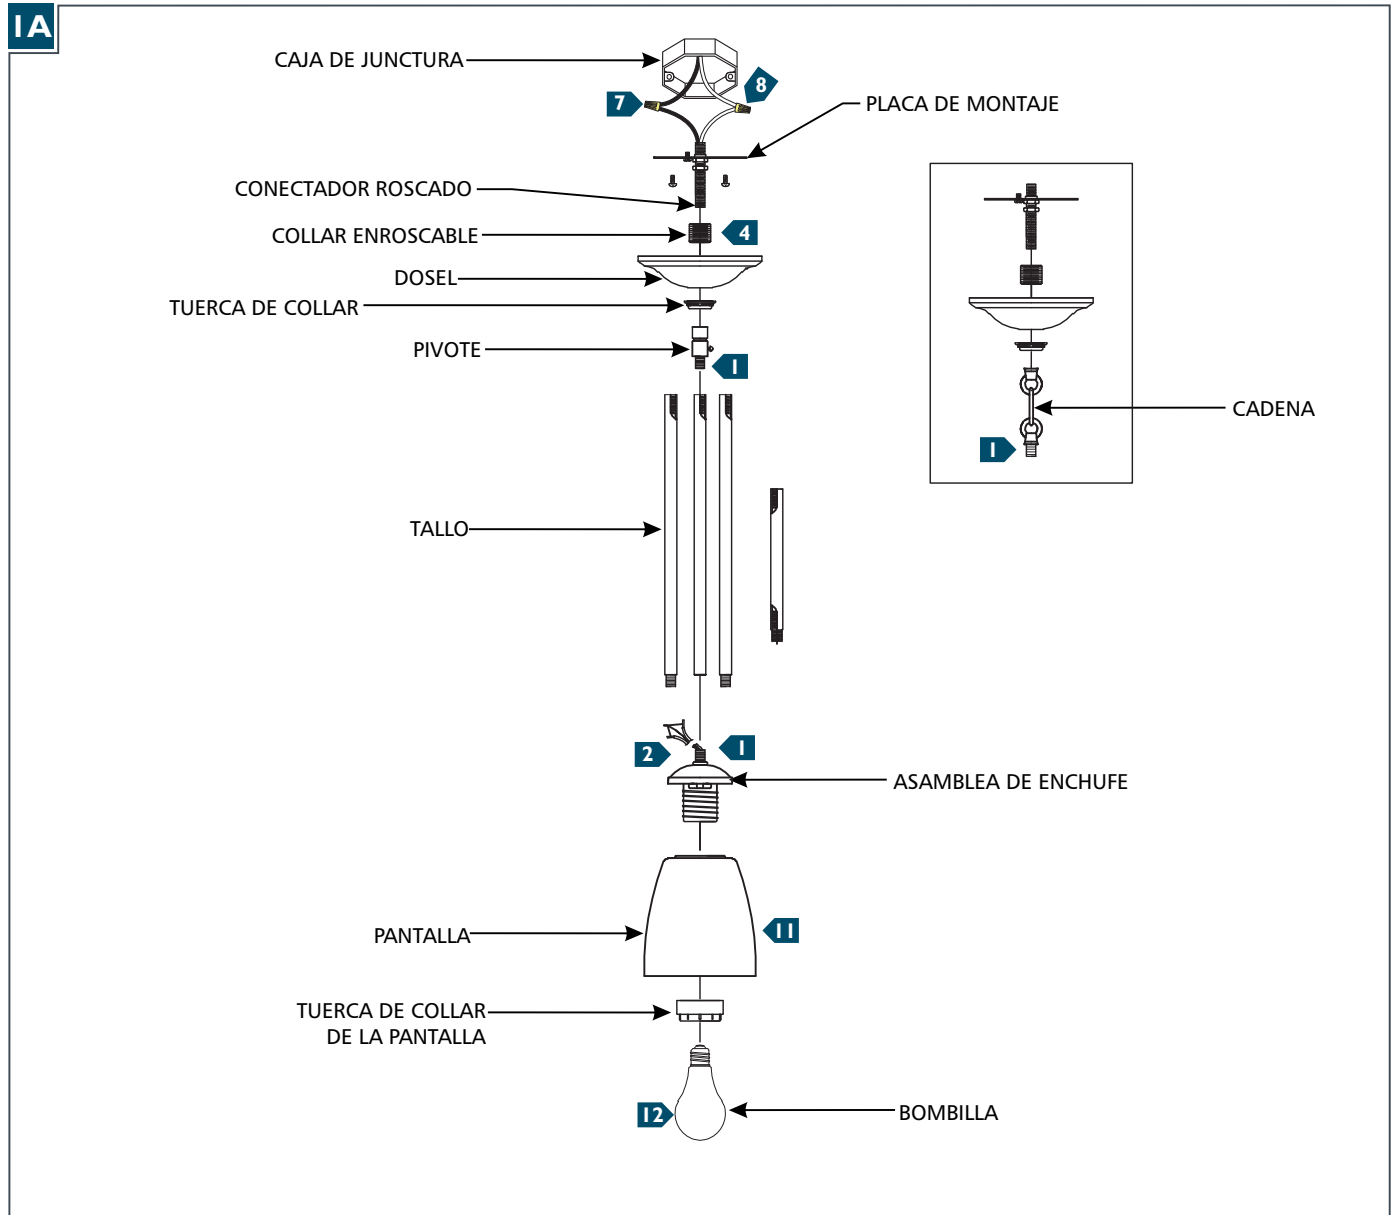 1A
CAJA DE JUNCTURA
7
8
PLACA DE MONTAJE
CONECTADOR ROSCADO
COLLAR ENROSCABLE
4
DOSEL
TUERCA DE COLLAR
PIVOTE
1
CADENA
1
TALLO
2
1
ASAMBLEA DE ENCHUFE
PANTALLA
11
TUERCA DE COLLAR
DE LA PANTALLA
12
BOMBILLA